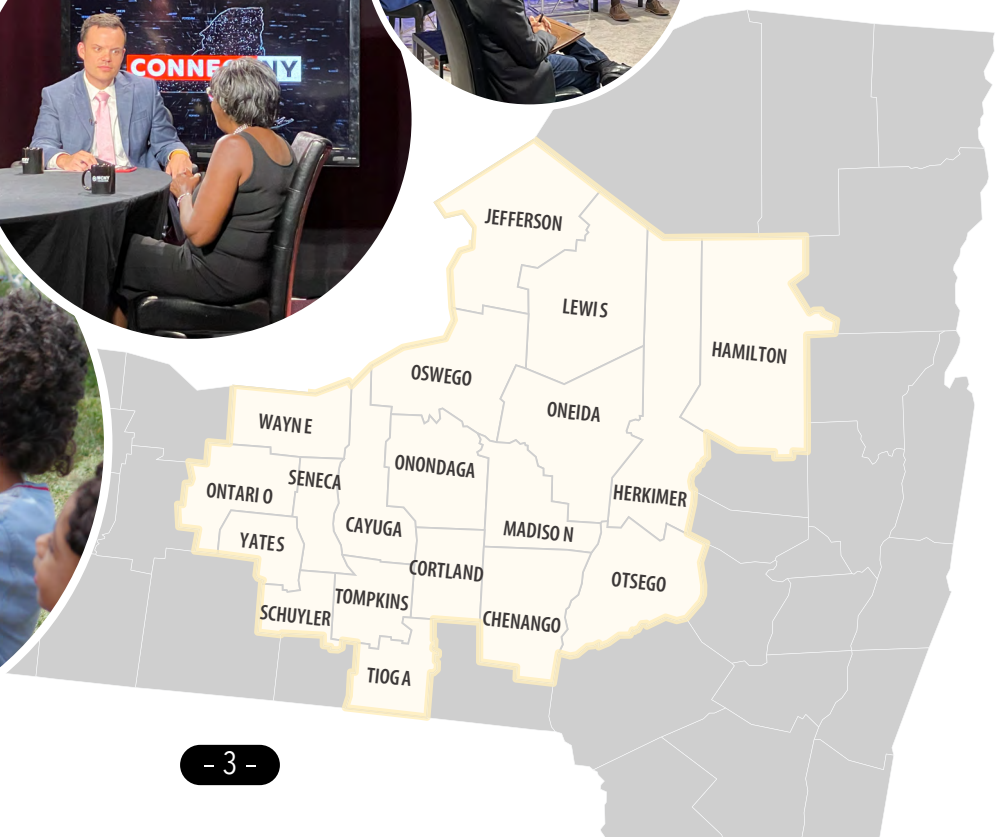 CONNECT NY
JEFFERSON
LEWIS
HAMILTON
OSWEGO
ONEIDA
WAYNE
ONONDAGA
SENECA
ONTARIO
HERKIMER
CAYUGA
MADISON
YATES
CORTLAND
OTSEGO
TOMPKINS
SCHUYLER
CHENANGO
TIOGA
– 3 –